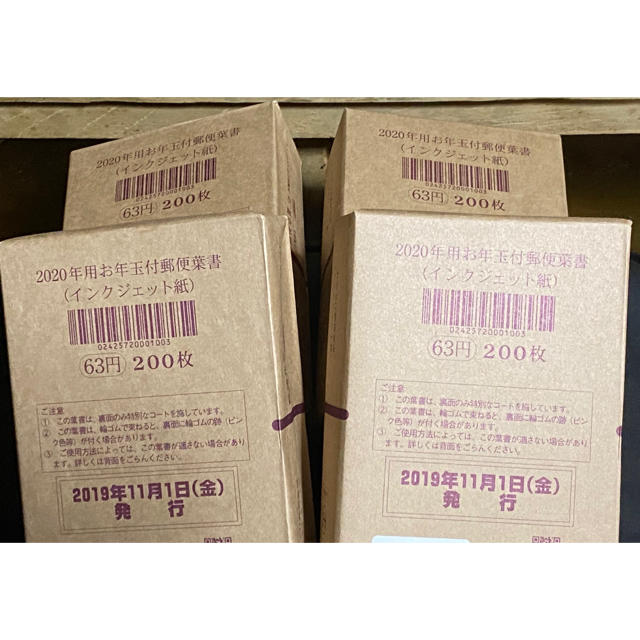 2020年用お年玉付郵便葉書
(インクジェット紙)
02425720001003
63円 200枚
2020年用お年玉付郵便葉書
(インクジェット紙)
02425720001003
63円 200枚
2020年用お年玉付郵便葉書
(インクジェット紙)
02425720001003
63円 200枚
ご注意
① この葉書は、裏面のみ特別なコートを施しています。
② この葉書は、輪ゴムで束ねると、裏面に輪ゴムの跡(ピン
ク色等)が付く場合があります。
③ ご使用方法によっては、この葉書が適さない場合があり
ます。詳しくは背面をごらんください。
2019年11月1日(金)
発 行
2020年用お年玉付郵便葉書
(インクジェット紙)
02425720001003
63円 200枚
ご注意
① この葉書は、裏面のみ特別なコートを施しています。
② この葉書は、輪ゴムで束ねると、裏面に輪ゴムの跡(ピン
ク色等)が付く場合があります。
③ ご使用方法によっては、この葉書が適さない場合があり
ます。詳しくは背面をごらんください。
2019年11月1日(金)
発 行